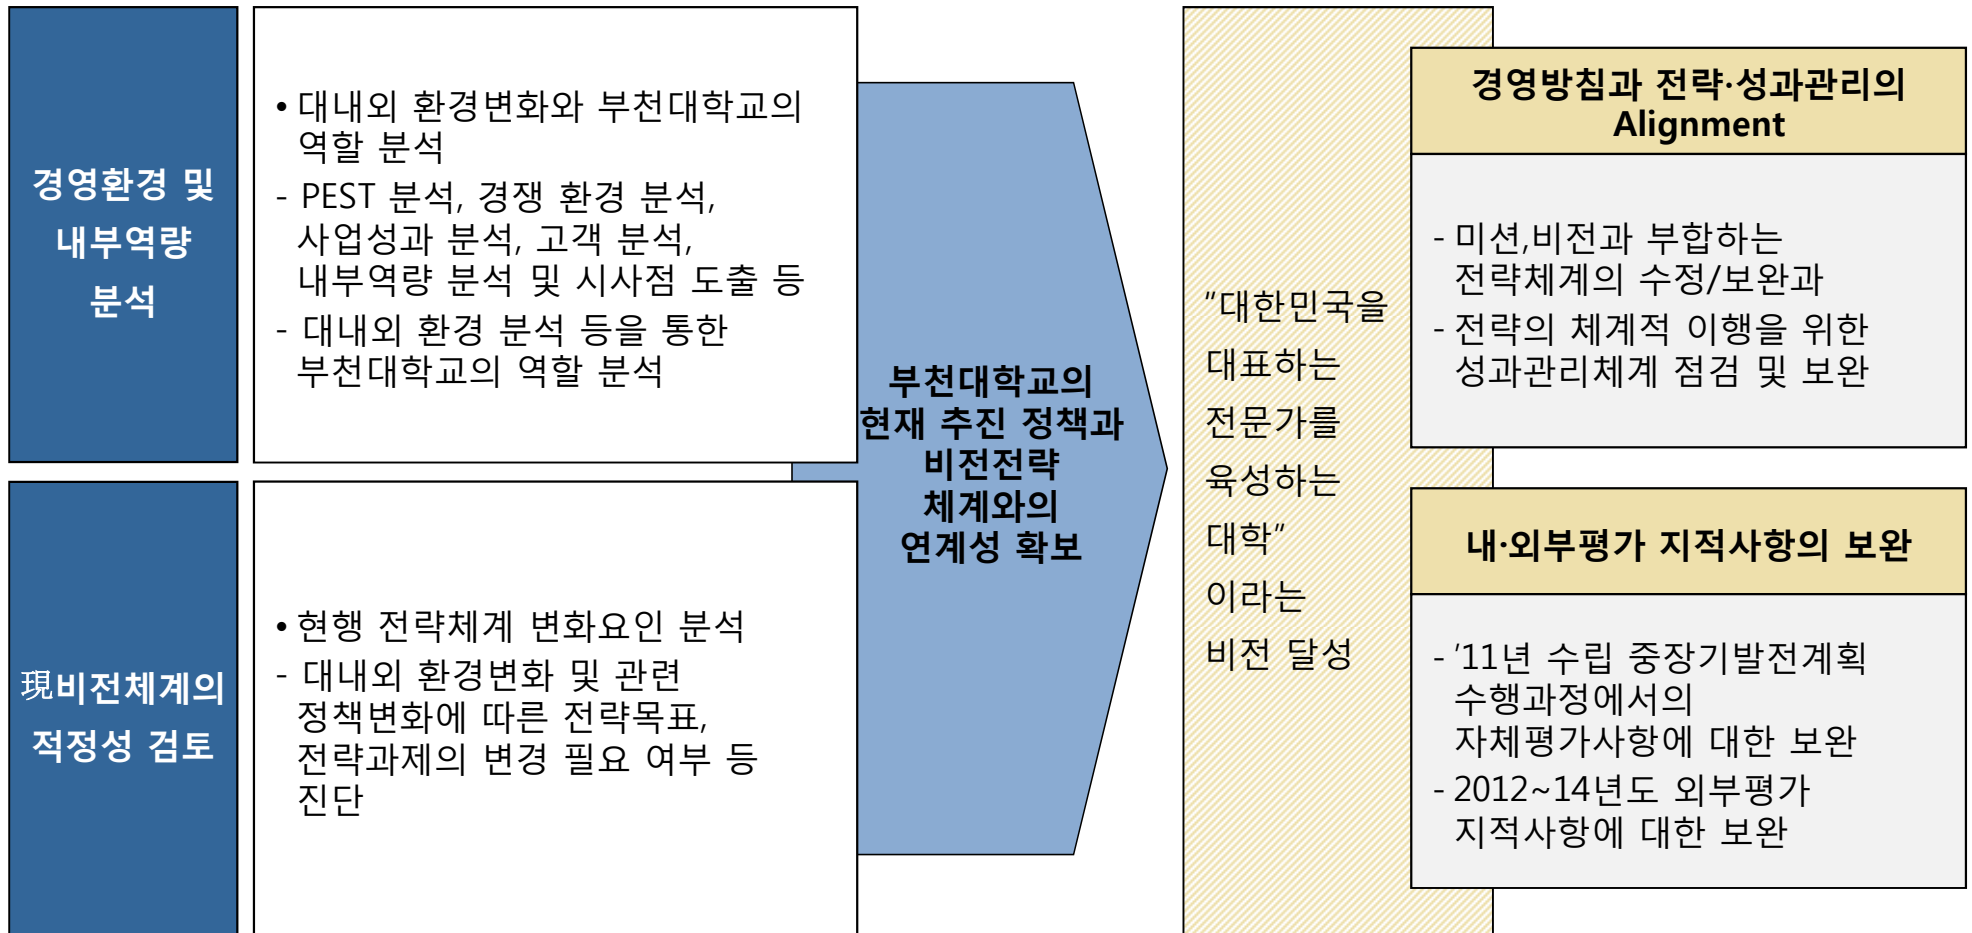 경영환경 및
내부역량
분석
• 대내외 환경변화와 부천대학교의
역할 분석
- PEST 분석, 경쟁 환경 분석,
사업성과 분석, 고객 분석,
내부역량 분석 및 시사점 도출 등
- 대내외 환경 분석 등을 통한
부천대학교의 역할 분석
現비전체계의
적정성 검토
• 현행 전략체계 변화요인 분석
- 대내외 환경변화 및 관련
정책변화에 따른 전략목표,
전략과제의 변경 필요 여부 등
진단
부천대학교의
현재 추진 정책과
비전전략
체계와의
연계성 확보
"대한민국을
대표하는
전문가를
육성하는
대학"
이라는
비전 달성
경영방침과 전략·성과관리의
Alignment
- 미션,비전과 부합하는
전략체계의 수정/보완과
- 전략의 체계적 이행을 위한
성과관리체계 점검 및 보완
내·외부평가 지적사항의 보완
- '11년 수립 중장기발전계획
수행과정에서의
자체평가사항에 대한 보완
- 2012~14년도 외부평가
지적사항에 대한 보완